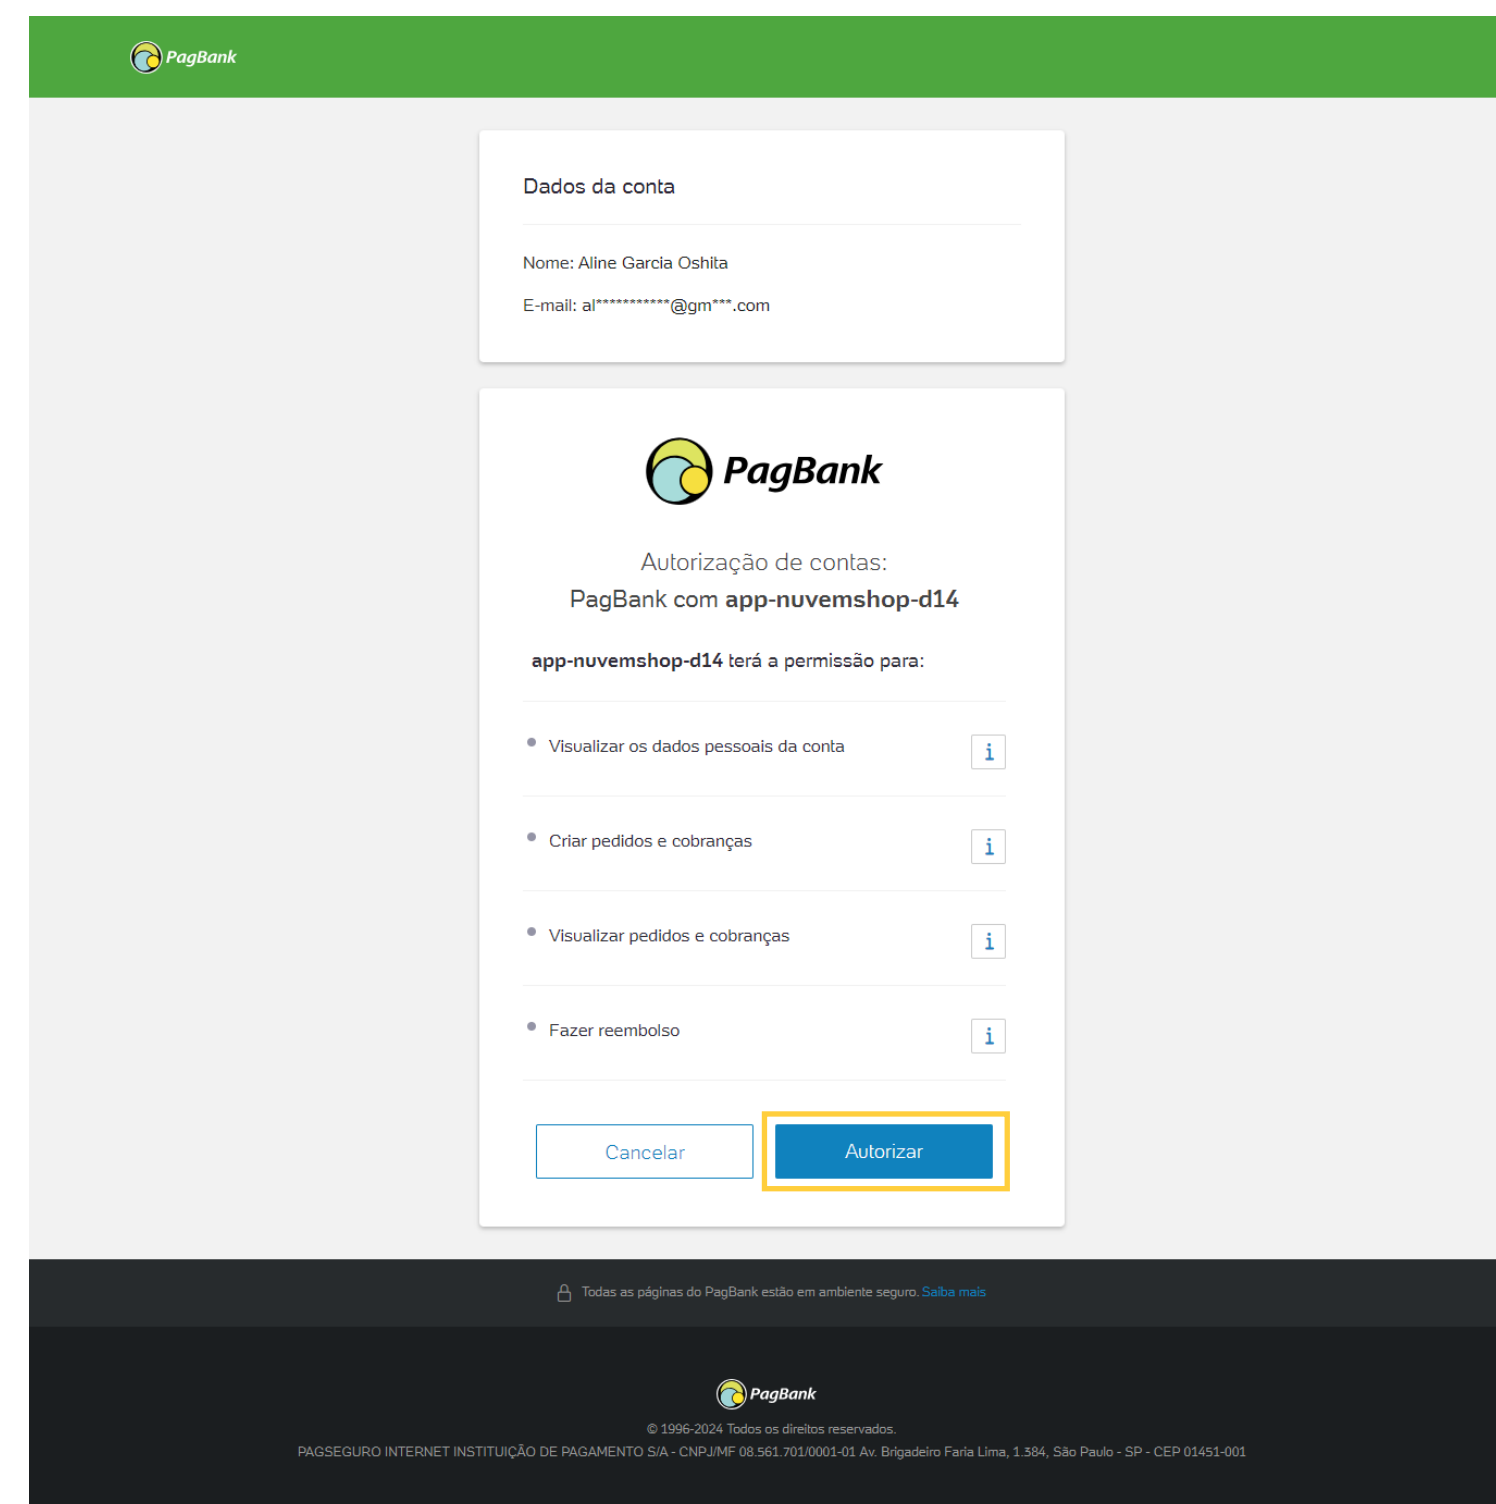 PagBank
Dados da conta
Nome: Aline Garcia Oshita
E-mail: al***********@gm***.com
PagBank
Autorização de contas:
PagBank com app-nuvemshop-d14
app-nuvemshop-d14 terá a permissão para:
Visualizar os dados pessoais da conta
i
Criar pedidos e cobranças
i
Visualizar pedidos e cobranças
i
Fazer reembolso
i
Cancelar
Autorizar
Todas as páginas do PagBank estão em ambiente seguro. Saiba mais
PagBank
© 1996-2024 Todos os direitos reservados.
PAGSEGURO INTERNET INSTITUIÇÃO DE PAGAMENTO S/A - CNPJ/MF 08.561.701/0001-01 Av. Brigadeiro Faria Lima, 1.384, São Paulo - SP - CEP 01451-001